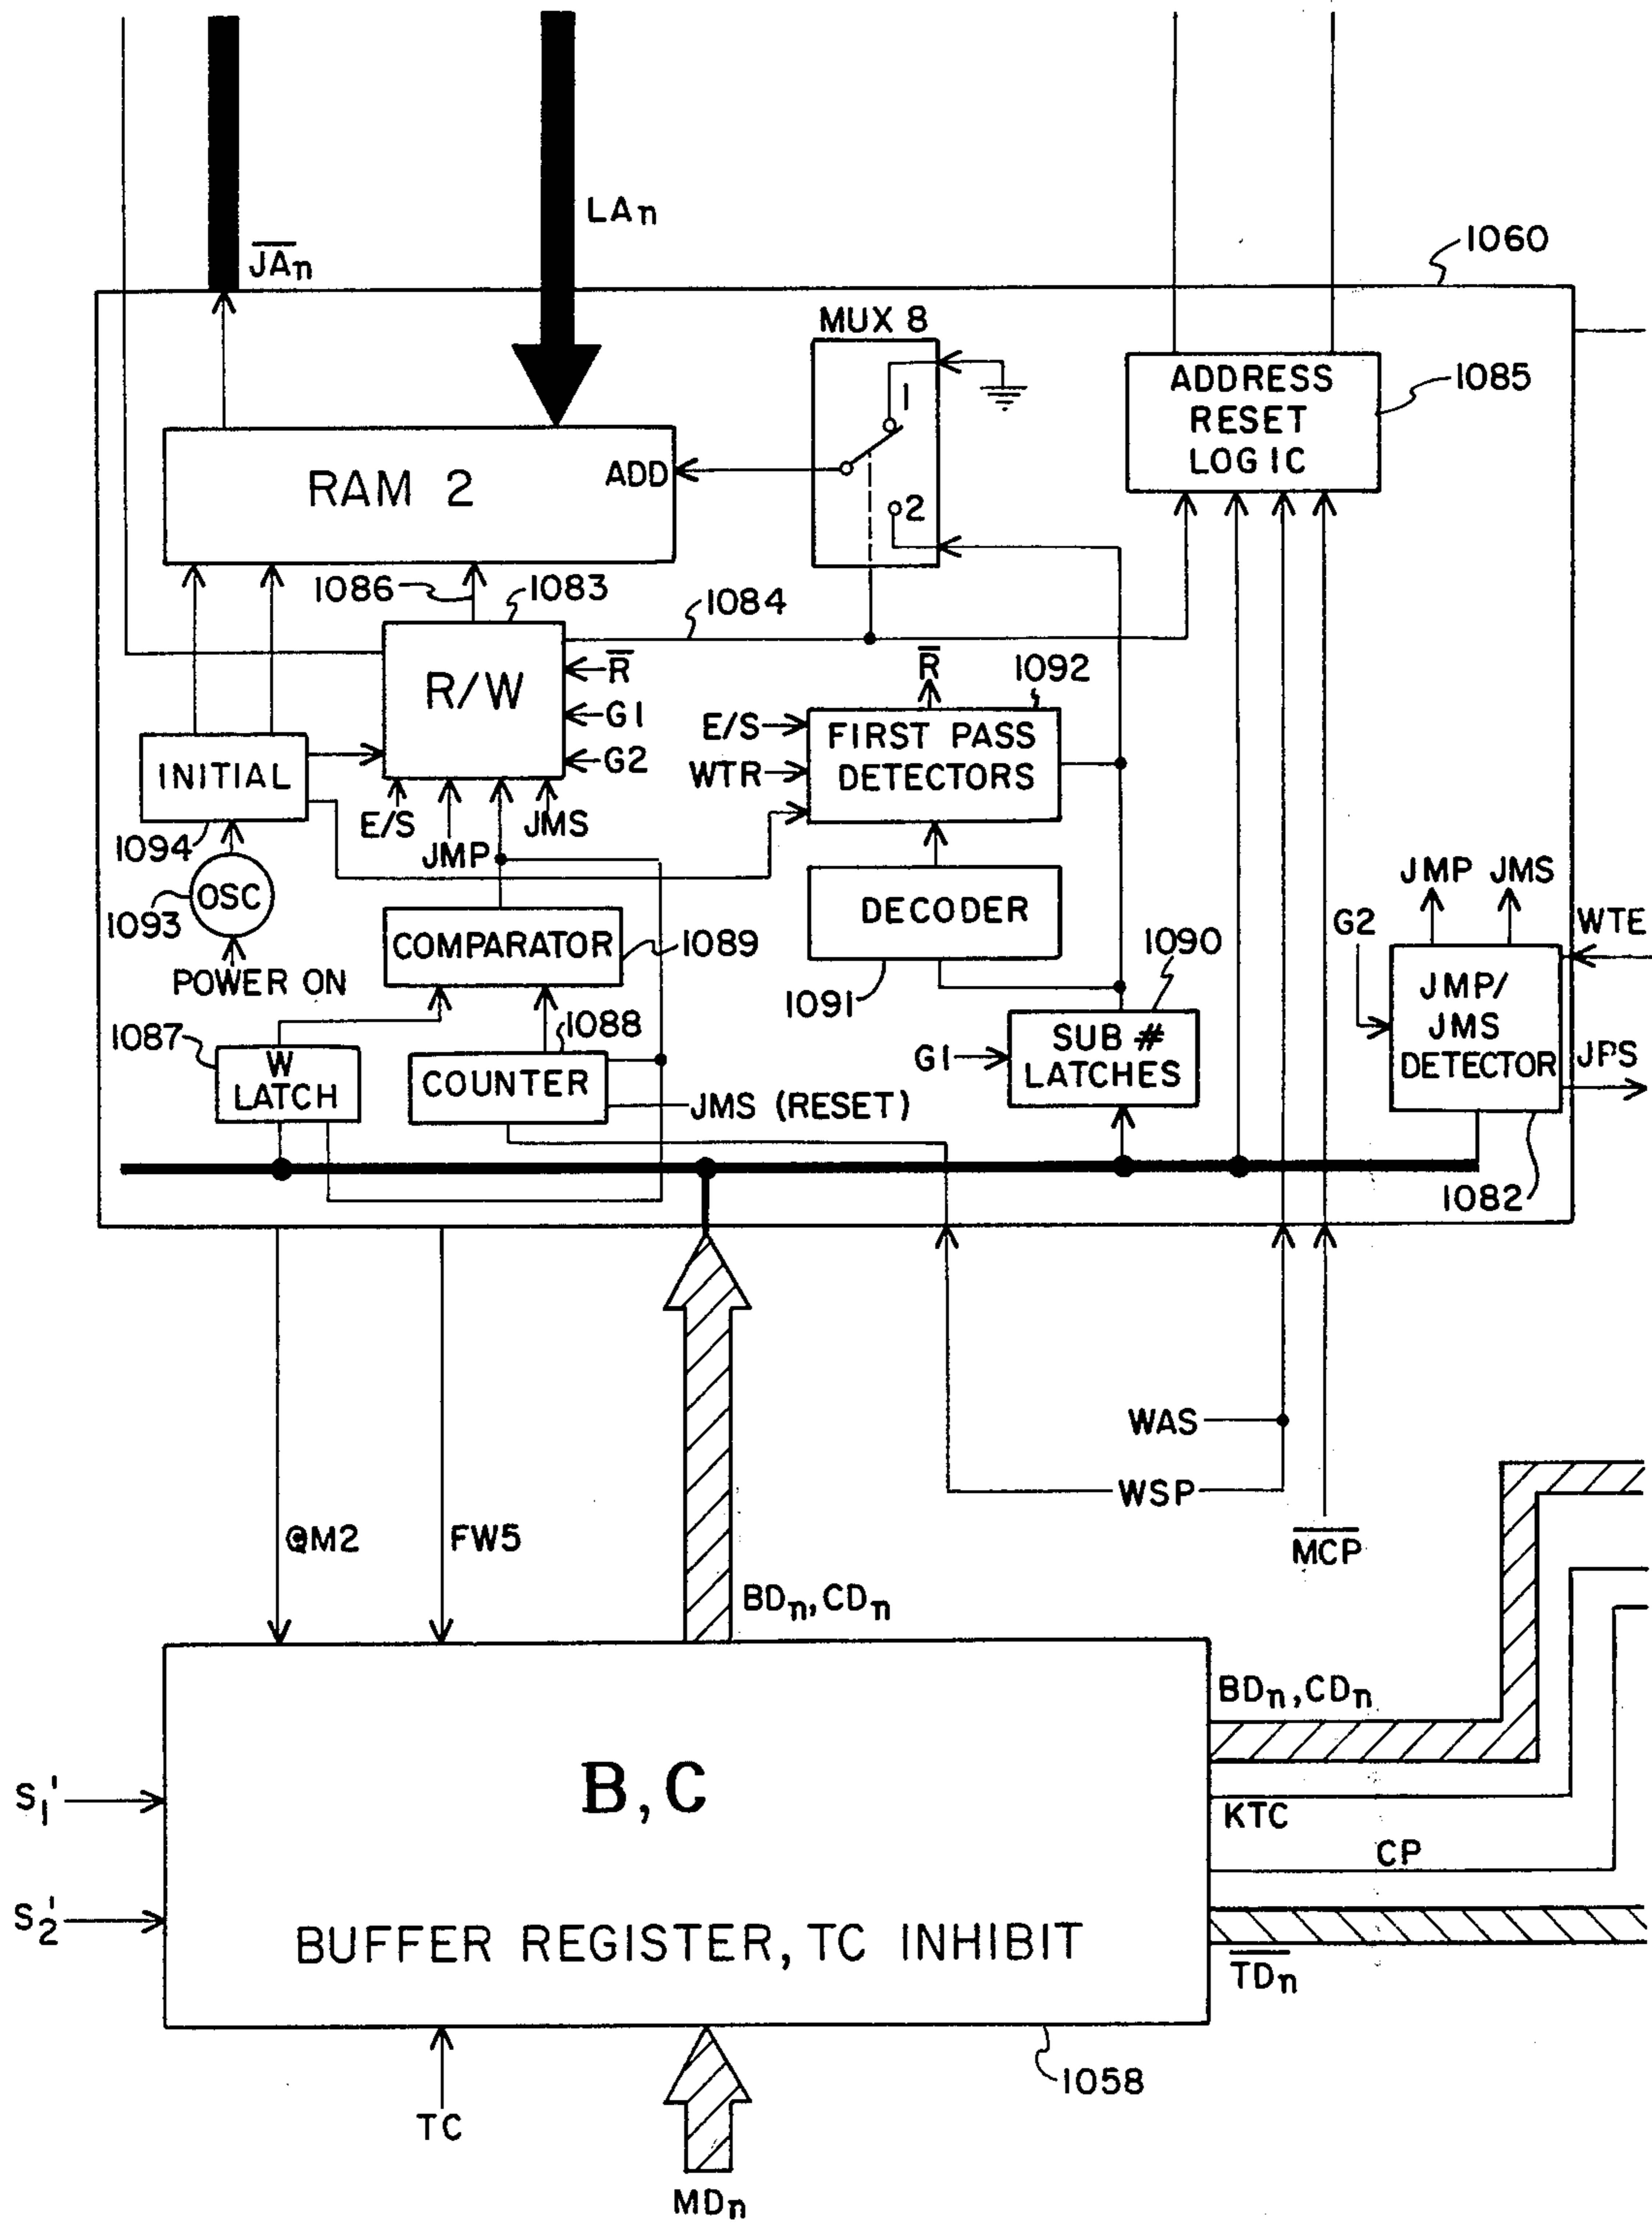 LAn
JAn
1060
MUX 8
1
2
ADDRESS
RESET
LOGIC
1085
RAM 2
ADD
1086
1083
1084
R/W
R
G1
G2
R
1092
E/S
WTR
FIRST PASS
DETECTORS
INITIAL
1094
E/S
JMP
JMS
OSC
1093
POWER ON
COMPARATOR
1089
DECODER
1091
1090
JMP JMS
G2
WTE
JMP/
JMS
DETECTOR
JPS
1082
1087
W
LATCH
1088
COUNTER
JMS (RESET)
G1
SUB #
LATCHES
WAS
WSP
MCP
QM2
FW5
BDn, CDn
BDn, CDn
S1'
B, C
KTC
CP
S2'
BUFFER REGISTER, TC INHIBIT
TDn
1058
TC
MDn